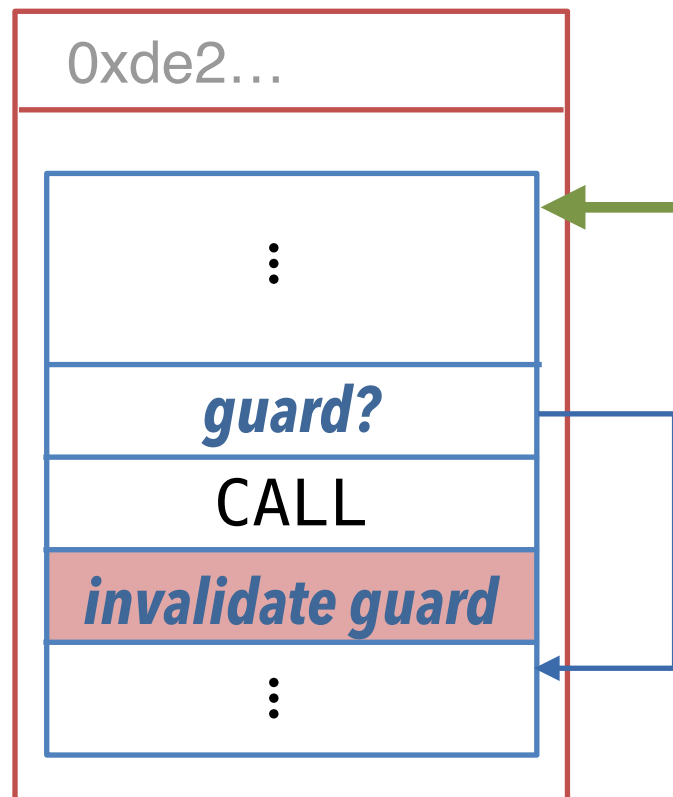 0xde2…
⋮
guard?
CALL
invalidate guard
⋮